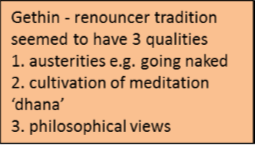 Gethin - renouncer tradition
seemed to have 3 qualities
1. austerities e.g. going naked
2. cultivation of meditation
‘dhana’
3. philosophical views